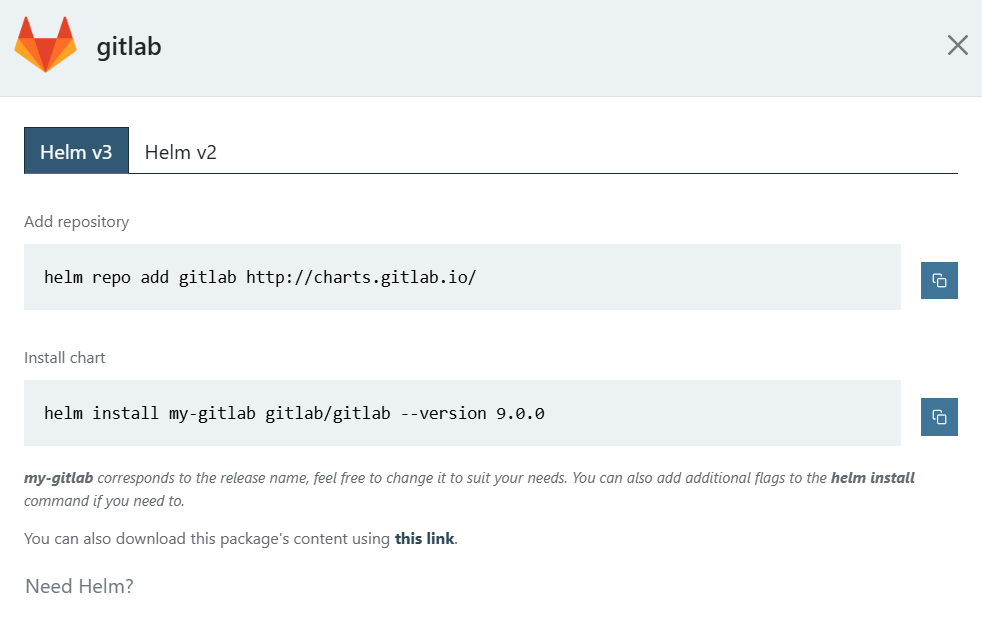 gitlab
Helm v3
Helm v2
Add repository
helm repo add gitlab http://charts.gitlab.io/
Install chart
helm install my-gitlab gitlab/gitlab --version 9.0.0
my-gitlab corresponds to the release name, feel free to change it to suit your needs. You can also add additional flags to the helm install
command if you need to.
You can also download this package's content using this link.
Need Helm?